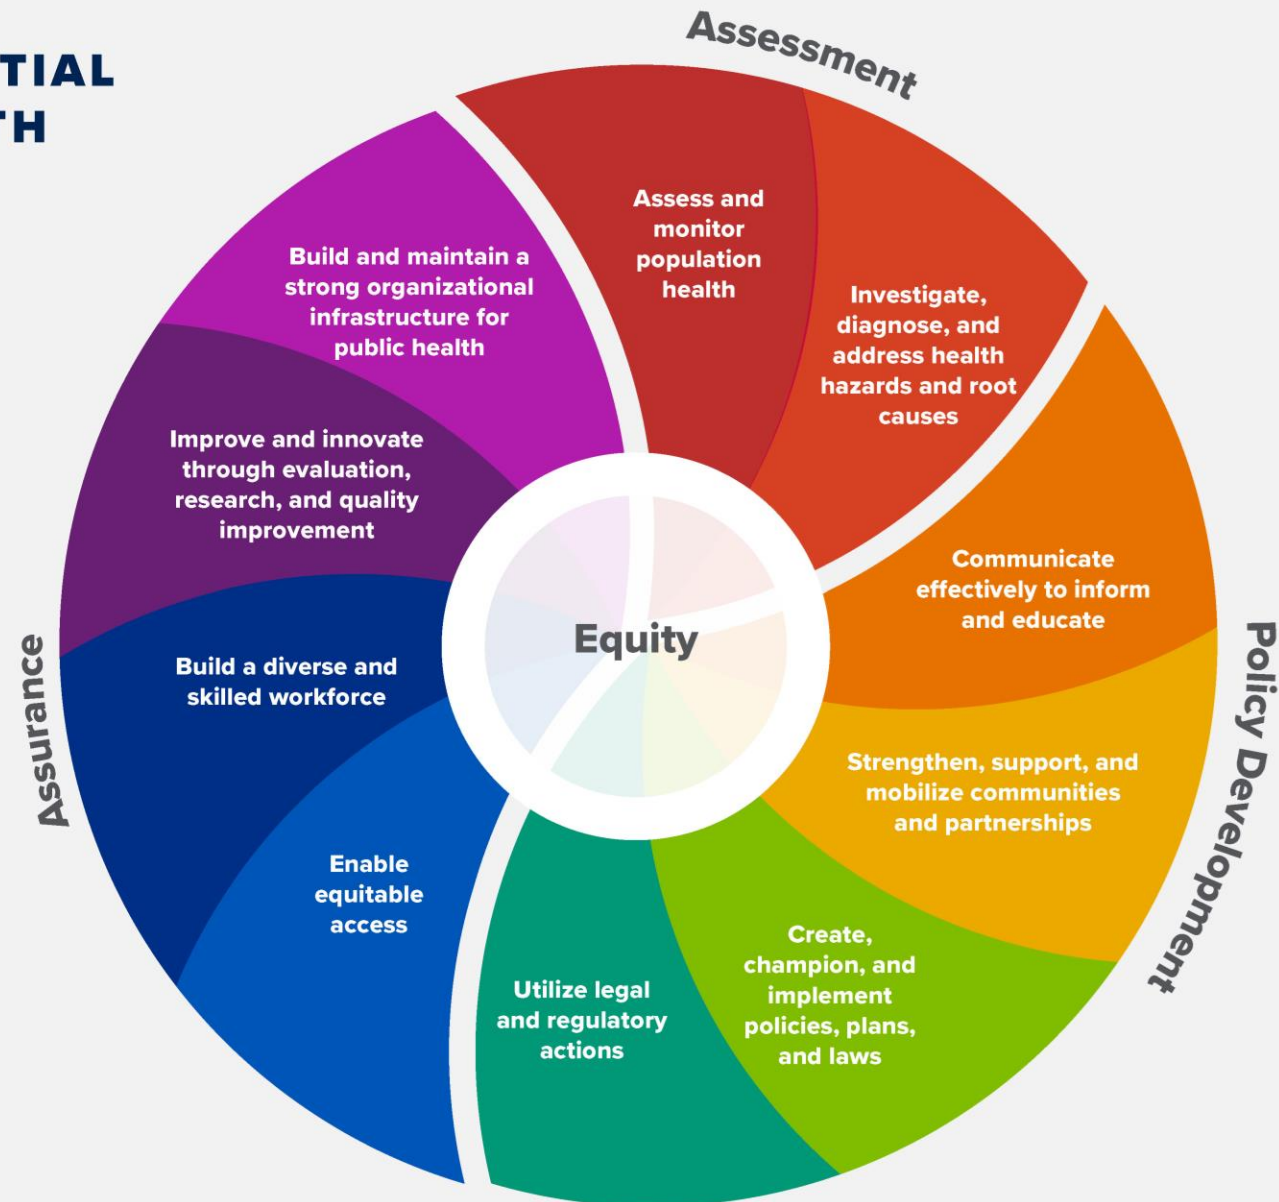 TIAL
TH
Assessment
Assess and
monitor
population
health
Investigate,
diagnose, and
address health
hazards and root
causes
Communicate
effectively to inform
and educate
Strengthen, support, and
mobilize communities
and partnerships
Create,
champion, and
implement
policies, plans,
and laws
Utilize legal
and regulatory
actions
Policy Development
Enable
equitable
access
Build a diverse and
skilled workforce
Improve and innovate
through evaluation,
research, and quality
improvement
Build and maintain a
strong organizational
infrastructure for
public health
Assurance
Equity